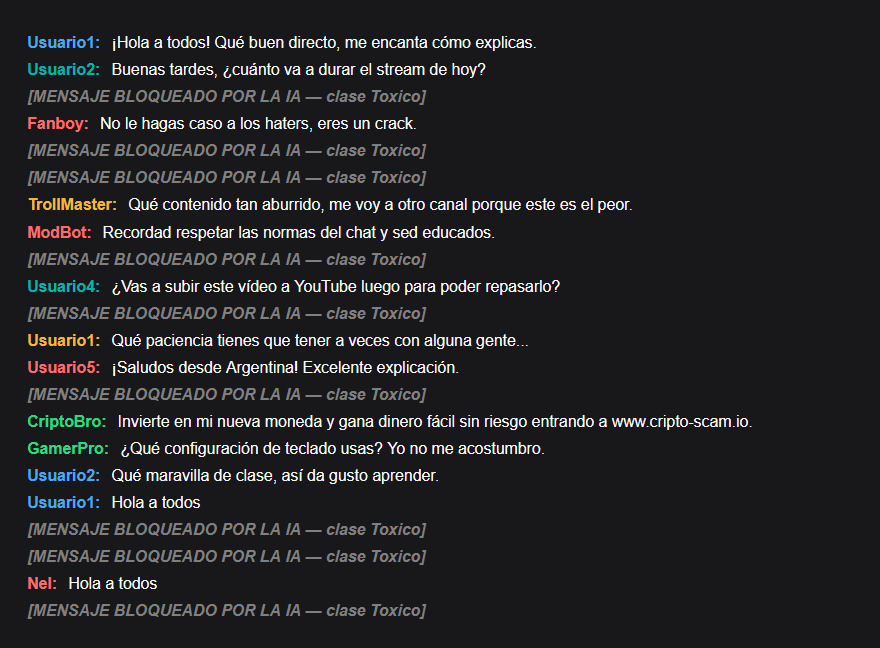 Usuario1: ¡Hola a todos! Qué buen directo, me encanta cómo explicas.
Usuario2: Buenas tardes, ¿cuánto va a durar el stream de hoy?
[MENSAJE BLOQUEADO POR LA IA — clase Toxico]
Fanboy: No le hagas caso a los haters, eres un crack.
[MENSAJE BLOQUEADO POR LA IA — clase Toxico]
[MENSAJE BLOQUEADO POR LA IA — clase Toxico]
TrollMaster: Qué contenido tan aburrido, me voy a otro canal porque este es el peor.
ModBot: Recordad respetar las normas del chat y sed educados.
[MENSAJE BLOQUEADO POR LA IA — clase Toxico]
Usuario4: ¿Vas a subir este vídeo a YouTube luego para poder repasarlo?
[MENSAJE BLOQUEADO POR LA IA — clase Toxico]
Usuario1: Qué paciencia tienes que tener a veces con alguna gente...
Usuario5: ¡Saludos desde Argentina! Excelente explicación.
[MENSAJE BLOQUEADO POR LA IA — clase Toxico]
CriptoBro: Invierte en mi nueva moneda y gana dinero fácil sin riesgo entrando a www.cripto-scam.io.
GamerPro: ¿Qué configuración de teclado usas? Yo no me acostumbro.
Usuario2: Qué maravilla de clase, así da gusto aprender.
Usuario1: Hola a todos
[MENSAJE BLOQUEADO POR LA IA — clase Toxico]
[MENSAJE BLOQUEADO POR LA IA — clase Toxico]
Nel: Hola a todos
[MENSAJE BLOQUEADO POR LA IA — clase Toxico]